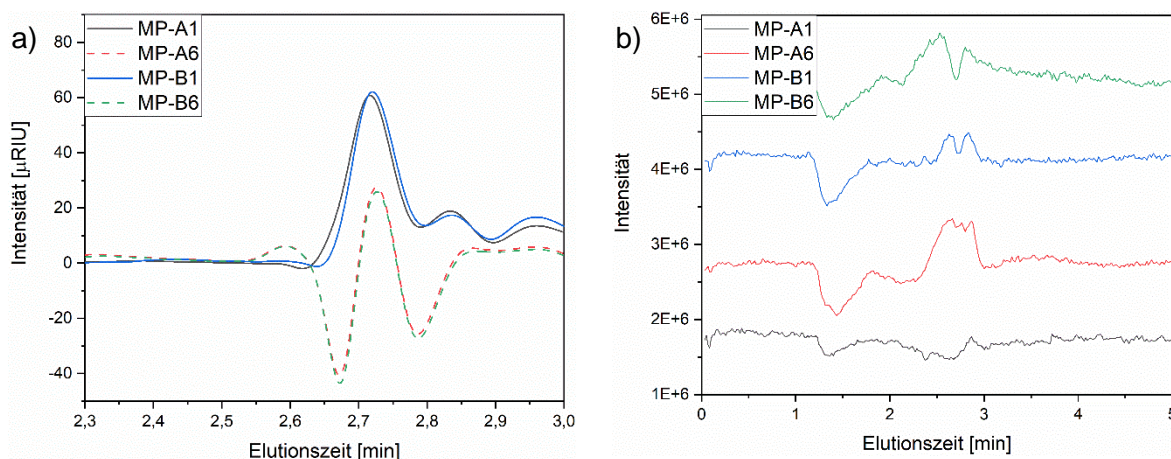 a)
MP-A1
MP-A6
MP-B1
MP-B6
80
60
40
20
0
-20
-40
Intensität [µRIU]
2,3
2,4
2,5
2,6
2,7
2,8
2,9
3,0
Elutionszeit [min]
b)
MP-A1
MP-A6
MP-B1
MP-B6
6E+6
5E+6
4E+6
3E+6
2E+6
1E+6
Intensität
0
1
2
3
4
5
Elutionszeit [min]